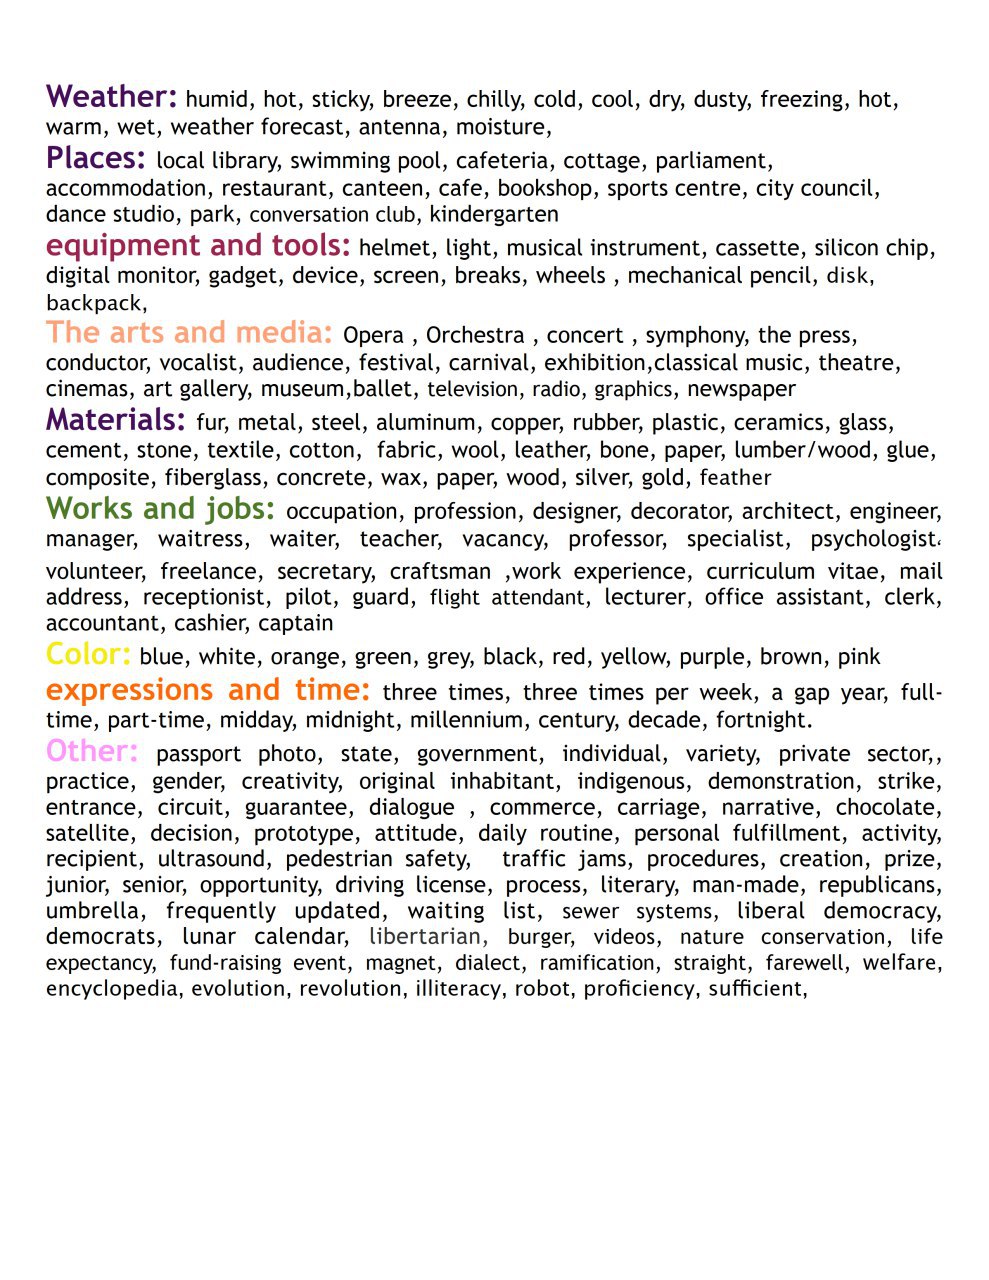 Weather: humid, hot, sticky, breeze, chilly, cold, cool, dry, dusty, freezing, hot,
warm, wet, weather forecast, antenna, moisture,
Places: local library, swimming pool, cafeteria, cottage, parliament,
accommodation, restaurant, canteen, cafe, bookshop, sports centre, city council,
dance studio, park, conversation club, kindergarten
equipment and tools: helmet, light, musical instrument, cassette, silicon chip,
digital monitor, gadget, device, screen, breaks, wheels , mechanical pencil, disk,
backpack,
The arts and media: Opera , Orchestra , concert , symphony, the press,
conductor, vocalist, audience, festival, carnival, exhibition,classical music, theatre,
cinemas, art gallery, museum,ballet, television, radio, graphics, newspaper
Materials: fur, metal, steel, aluminum, copper, rubber, plastic, ceramics, glass,
cement, stone, textile, cotton,  fabric, wool, leather, bone, paper, lumber/wood, glue,
composite, fiberglass, concrete, wax, paper, wood, silver, gold, feather
Works and jobs: occupation, profession, designer, decorator, architect, engineer,
manager, waitress, waiter, teacher, vacancy, professor, specialist, psychologist،
volunteer, freelance, secretary, craftsman ,work experience, curriculum vitae, mail
address, receptionist, pilot, guard, flight attendant, lecturer, office assistant, clerk,
accountant, cashier, captain
Color: blue, white, orange, green, grey, black, red, yellow, purple, brown, pink
expressions and time: three times, three times per week, a gap year, full-
time, part-time, midday, midnight, millennium, century, decade, fortnight.
Other: passport photo, state, government, individual, variety, private sector,,
practice, gender, creativity, original inhabitant, indigenous, demonstration, strike,
entrance, circuit, guarantee, dialogue , commerce, carriage, narrative, chocolate,
satellite, decision, prototype, attitude, daily routine, personal fulfillment, activity,
recipient, ultrasound, pedestrian safety,  traffic jams, procedures, creation, prize,
junior, senior, opportunity, driving license, process, literary, man-made, republicans,
umbrella, frequently updated, waiting list, sewer systems, liberal democracy,
democrats, lunar calendar, libertarian, burger, videos, nature conservation, life
expectancy, fund-raising event, magnet, dialect, ramification, straight, farewell, welfare,
encyclopedia, evolution, revolution, illiteracy, robot, proficiency, sufficient,